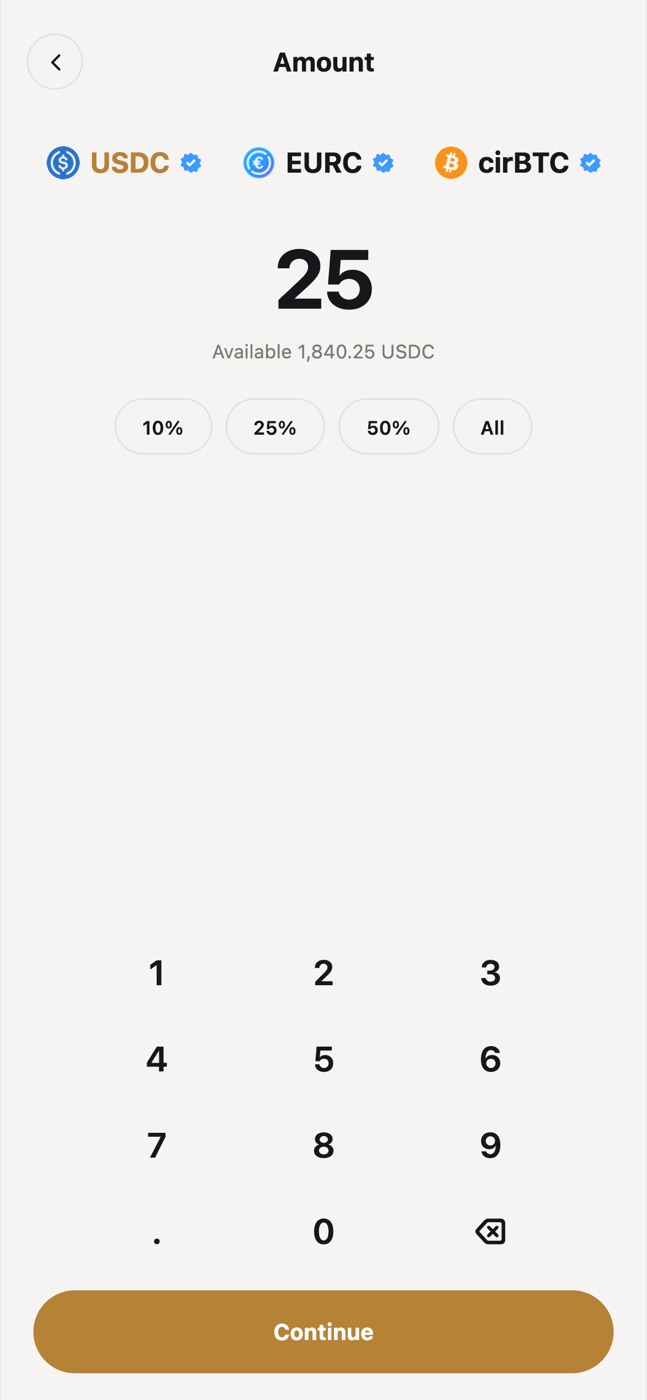 Amount
USDC EURC cirBTC
25
Available 1,840.25 USDC
10% 25% 50% All
1 2 3
4 5 6
7 8 9
. 0
Continue